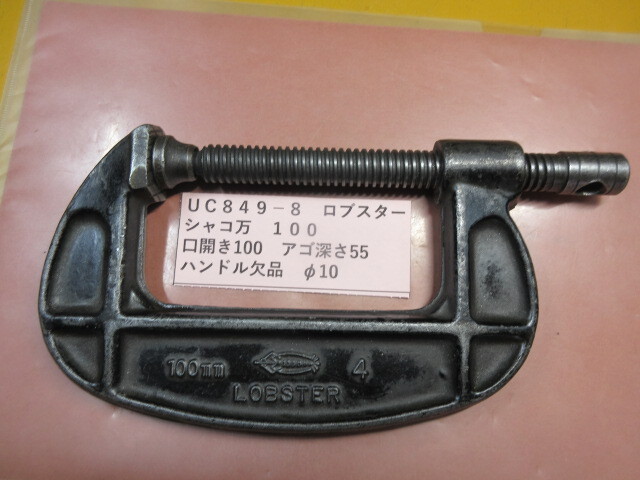 UC849-8 ロブスター
シャコ万 100
口開き100 アゴ深さ55
ハンドル欠品 φ10
100mm 4
LOBSTER